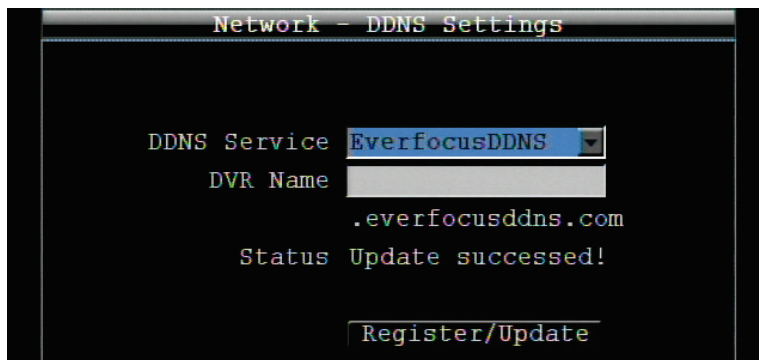 Network - DDNS Settings
DDNS Service EverfocusDDNS
DVR Name
.everfocusddns.com
Status Update successed!
Register/Update